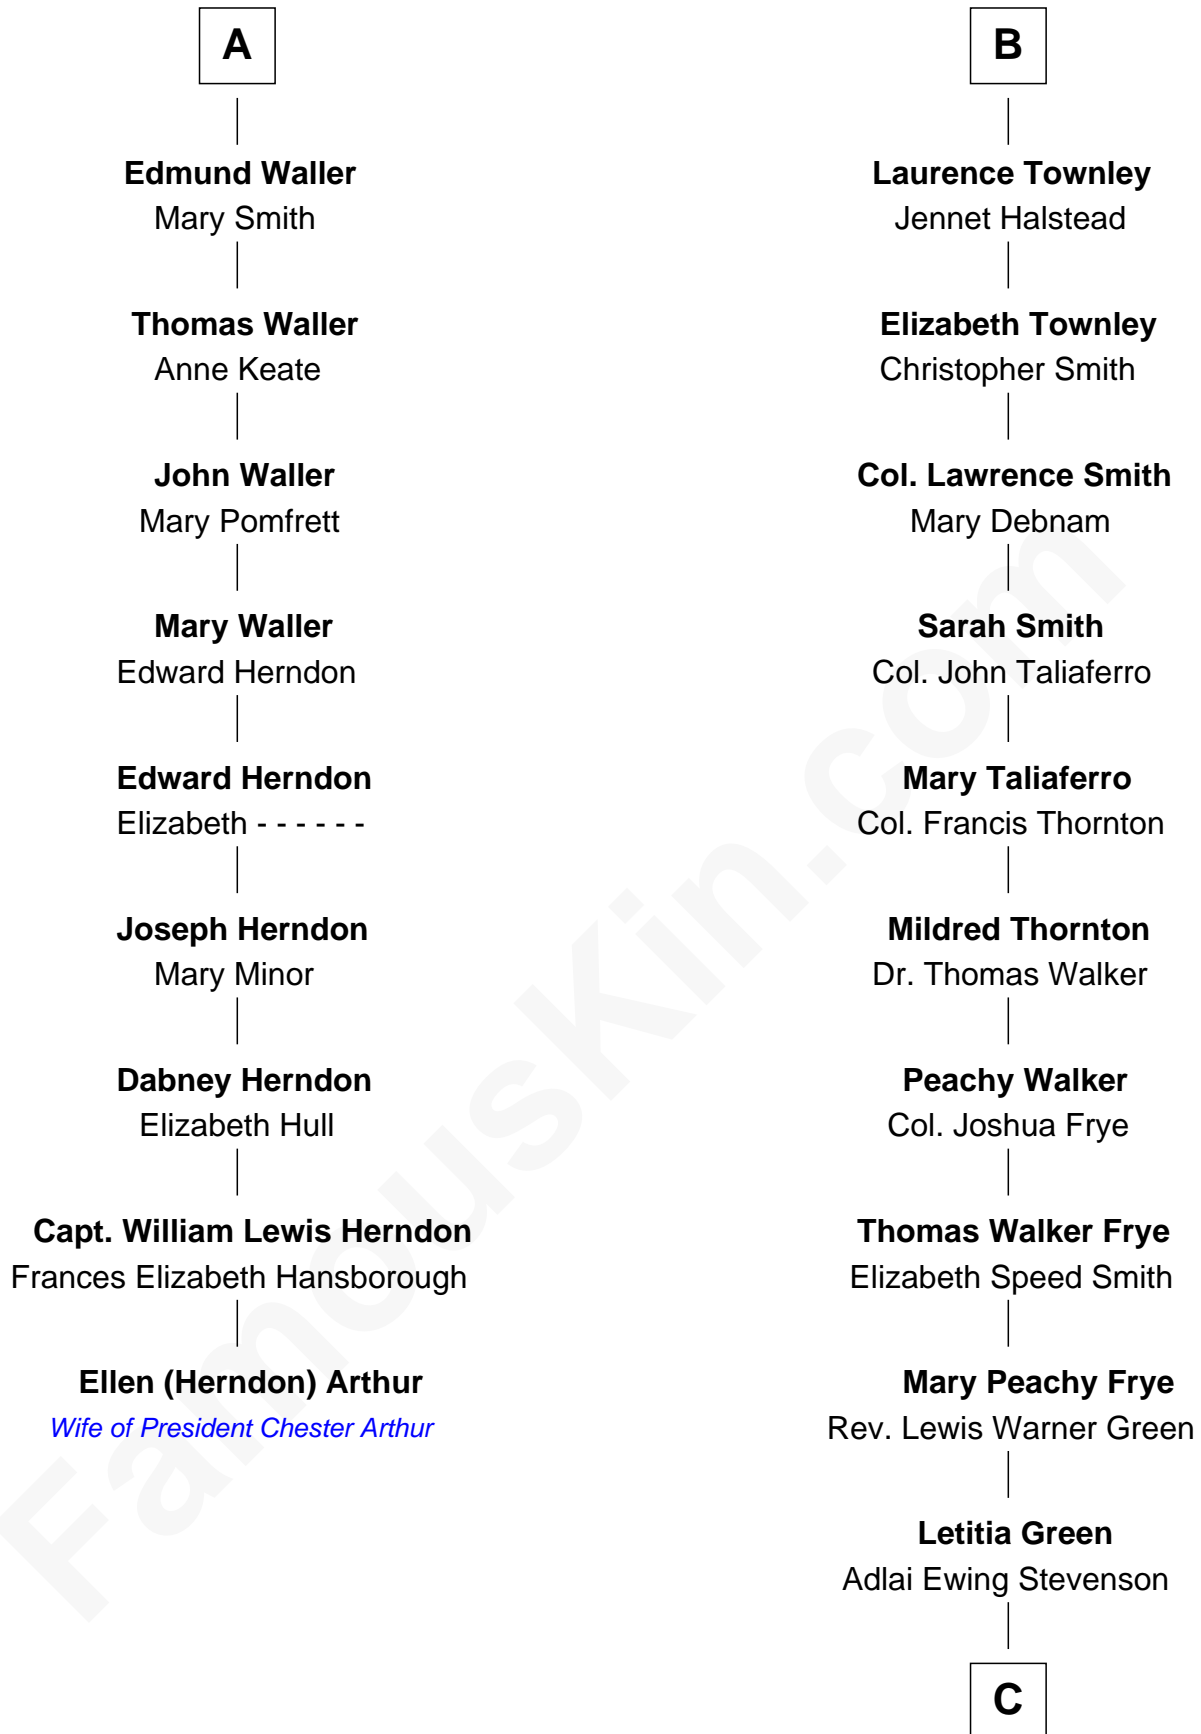 A
Edmund Waller
Mary Smith
Thomas Waller
Anne Keate
John Waller
Mary Pomfrett
Mary Waller
Edward Herndon
Edward Herndon
Elizabeth - - - - - -
Joseph Herndon
Mary Minor
Dabney Herndon
Elizabeth Hull
Capt. William Lewis Herndon
Frances Elizabeth Hansborough
Ellen (Herndon) Arthur
Wife of President Chester Arthur
B
Laurence Townley
Jennet Halstead
Elizabeth Townley
Christopher Smith
Col. Lawrence Smith
Mary Debnam
Sarah Smith
Col. John Taliaferro
Mary Taliaferro
Col. Francis Thornton
Mildred Thornton
Dr. Thomas Walker
Peachy Walker
Col. Joshua Frye
Thomas Walker Frye
Elizabeth Speed Smith
Mary Peachy Frye
Rev. Lewis Warner Green
Letitia Green
Adlai Ewing Stevenson
C
FamousKin.com